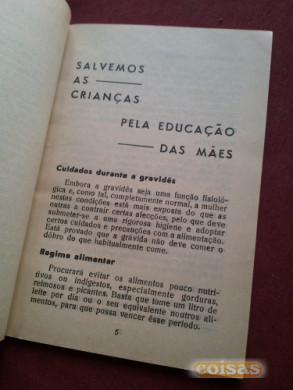 SALVEMOS
AS
CRIANÇAS
PELA EDUCAÇÃO
DAS MÃES
Cuidados durante a gravidês
Embora a gravidês seja uma função fisioló-
gica e, como tal, completamente normal, a mulher
nestas condições está mais exposta do que as
outras a contrair certas afecções, pelo que deve
submeter-se a uma rigorosa higiene e adoptar
certos cuidados e precauções com a alimentação.
Está provado que a grávida não deve comer o
dôbro do que habitualmente come.
Regime alimentar
Procurará evitar os alimentos pouco nutri-
tivos ou indigestos, especialmente gorduras,
reimosos e picantes. Basta que tome um litro de
leite por dia ou o seu equivalente noutros ali-
mentos, para que possa vencer êsse período.
5
coisas